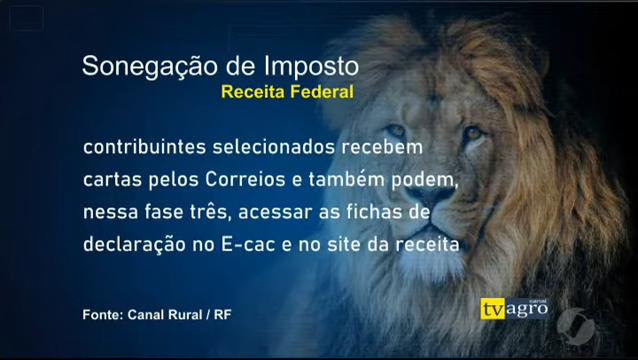 Sonegação de Imposto
Receita Federal
contribuintes selecionados recebem
cartas pelos Correios e também podem,
nessa fase três, acessar as fichas de
declaração no E-cac e no site da receita
Fonte: Canal Rural / RF
canal
tv agro